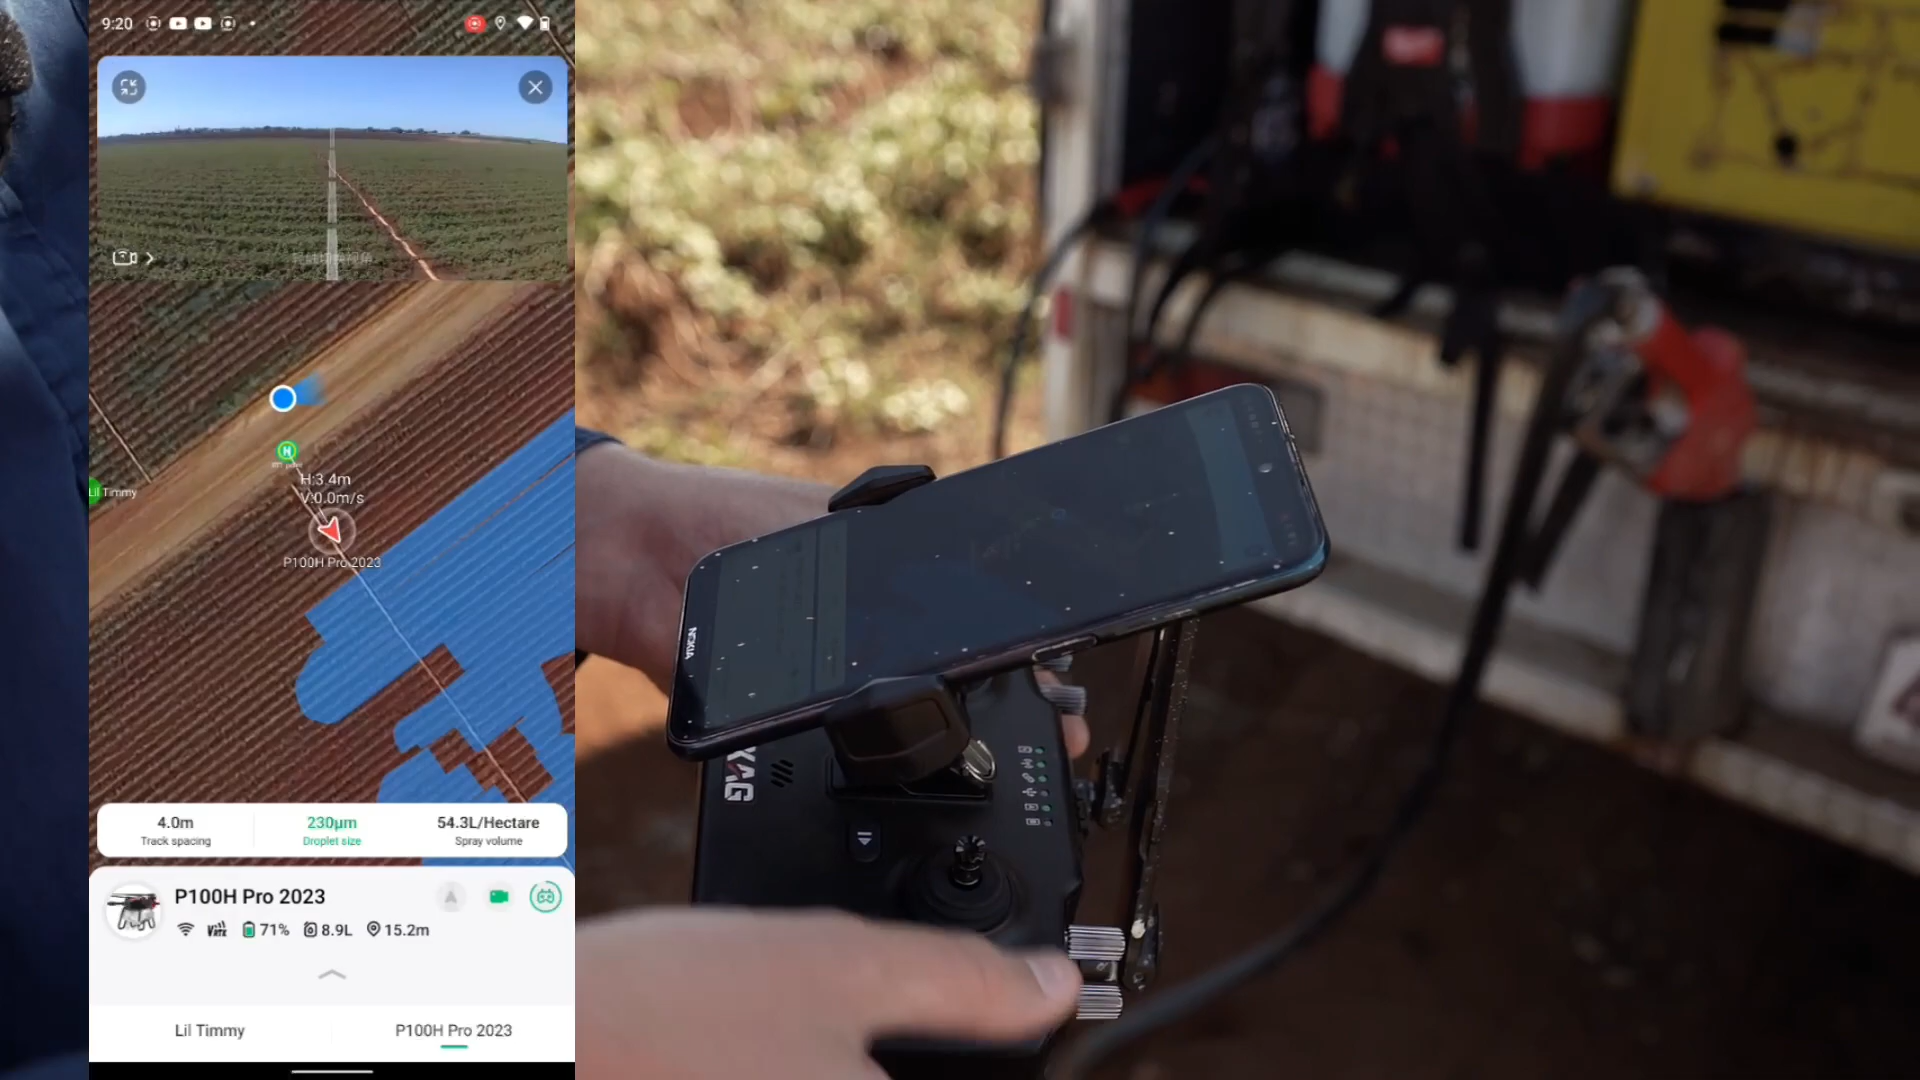 9:20
H:3.4m
V:0.0m/s
Lil Timmy
P100H Pro 2023
4.0m
Track spacing
230µm
Droplet size
54.3L/Hectare
Spray volume
P100H Pro 2023
71%
8.9L
15.2m
Lil Timmy
P100H Pro 2023
NOKIA
XAG